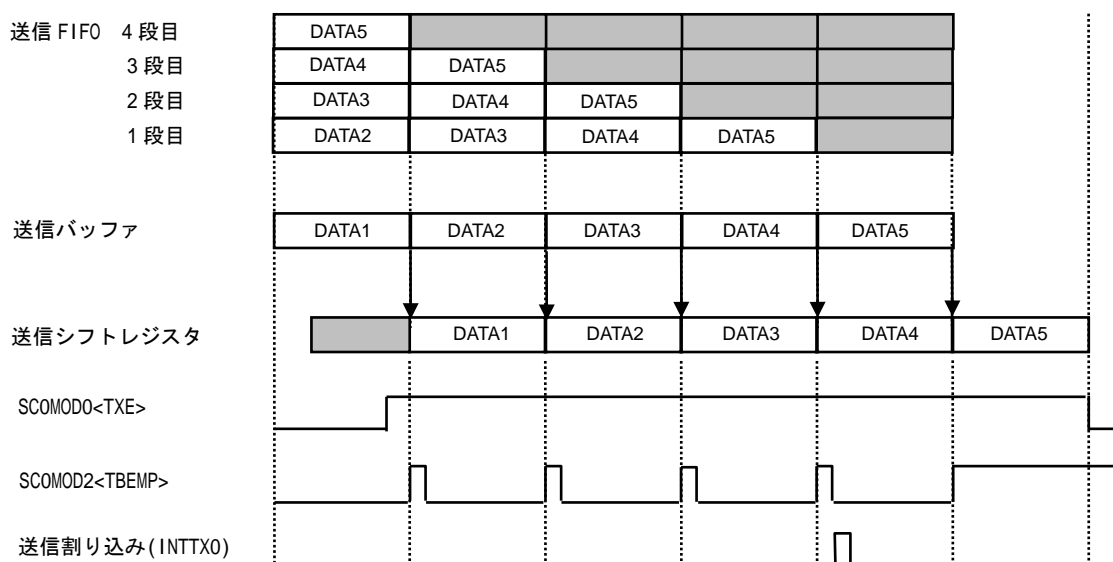 送信 FIFO 4 段目 DATA5
3 段目 DATA4 DATA5
2 段目 DATA3 DATA4 DATA5
1 段目 DATA2 DATA3 DATA4 DATA5
送信バッファ DATA1 DATA2 DATA3 DATA4 DATA5
送信シフトレジスタ DATA1 DATA2 DATA3 DATA4 DATA5
SC0MOD0<TXE>
SC0MOD2<TBEMP>
送信割り込み(INTTX0)